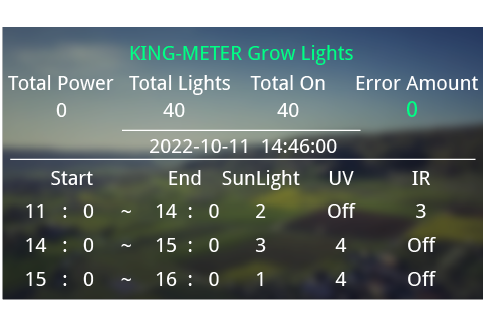 KING-METER Grow Lights
Total Power Total Lights Total On Error Amount
0 40 40 0
2022-10-11 14:46:00
Start End SunLight UV IR
11 : 0 ~ 14 : 0 2 Off 3
14 : 0 ~ 15 : 0 3 4 Off
15 : 0 ~ 16 : 0 1 4 Off